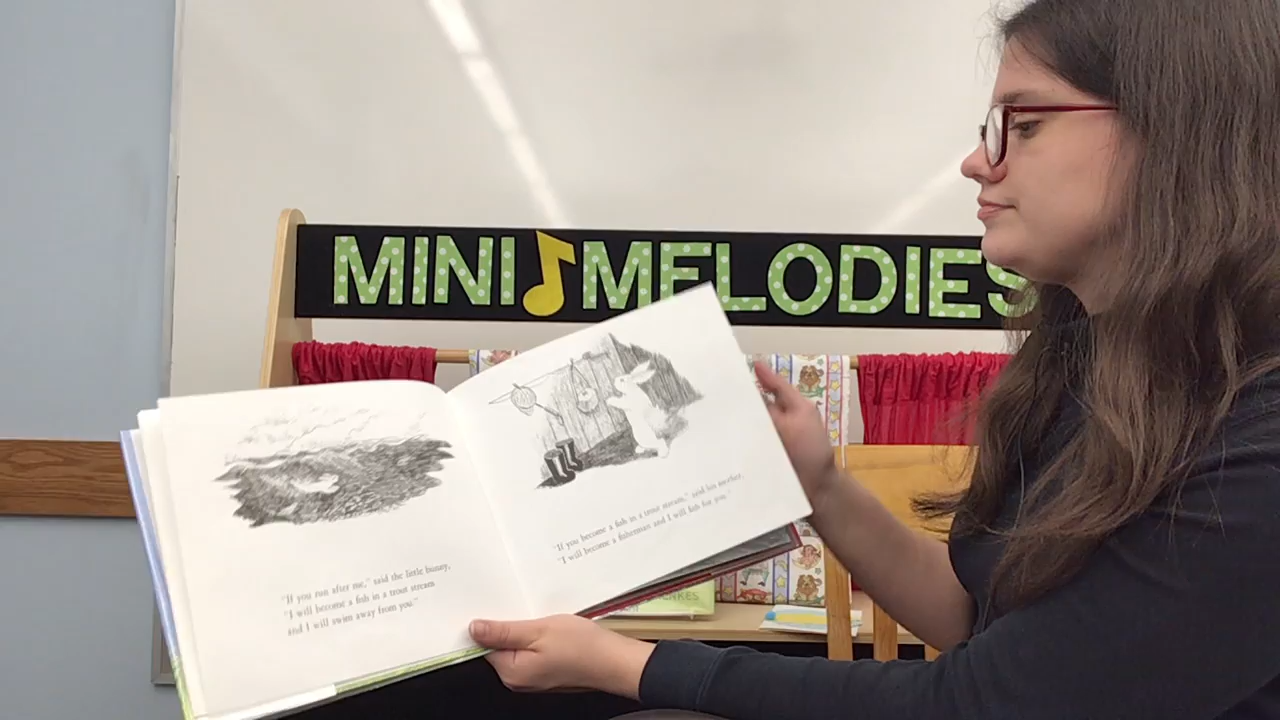 MINI MELODIES
"If you run after me," said the little bunny,
"I will become a fish in a trout stream
and I will swim away from you."
"If you become a fish in a trout stream," said his mother,
"I will become a fisherman and I will fish for you."